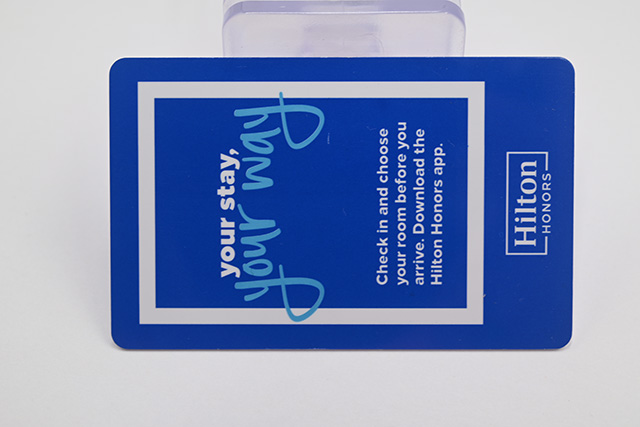 your stay,
your way
Check in and choose
your room before you
arrive. Download the
Hilton Honors app.
Hilton
HONORS